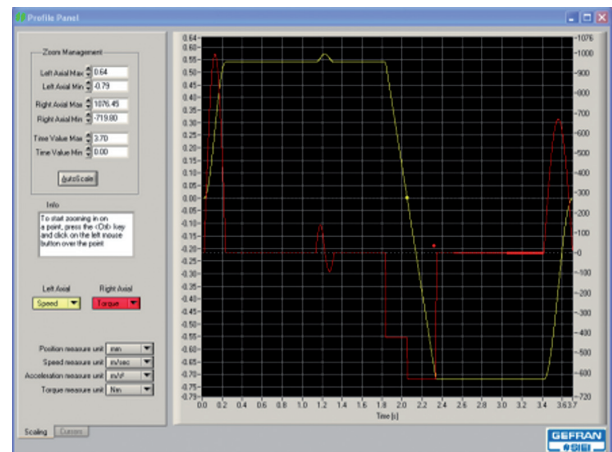 Profile Panel
Zoom Management
Left Axial Max 0.64
Left Axial Min -0.79
Right Axial Max 1076.45
Right Axial Min -719.80
Time Value Max 3.70
Time Value Min 0.00
AutoScale
Info
To start zooming in on
a point, press the <Ctrl> key
and click on the left mouse
button over the point
Left Axial Right Axial
Speed Torque
Position measure unit mm
Speed measure unit m/sec
Acceleration measure unit m/s²
Torque measure unit Nm
Scaling Cursors
0.64
0.60
0.55
0.50
0.45
0.40
0.35
0.30
0.25
0.20
0.15
0.10
0.05
0.00
-0.05
-0.10
-0.15
-0.20
-0.25
-0.30
-0.35
-0.40
-0.45
-0.50
-0.55
-0.60
-0.65
-0.70
-0.75
-0.79
1076
1000
900
800
700
600
500
400
300
200
100
0
-100
-200
-300
-400
-500
-600
-720
0.0 0.2 0.4 0.6 0.8 1.0 1.2 1.4 1.6 1.8 2.0 2.2 2.4 2.6 2.8 3.0 3.2 3.4 3.6 3.7
Time [s]
GEFRAN
SIEI